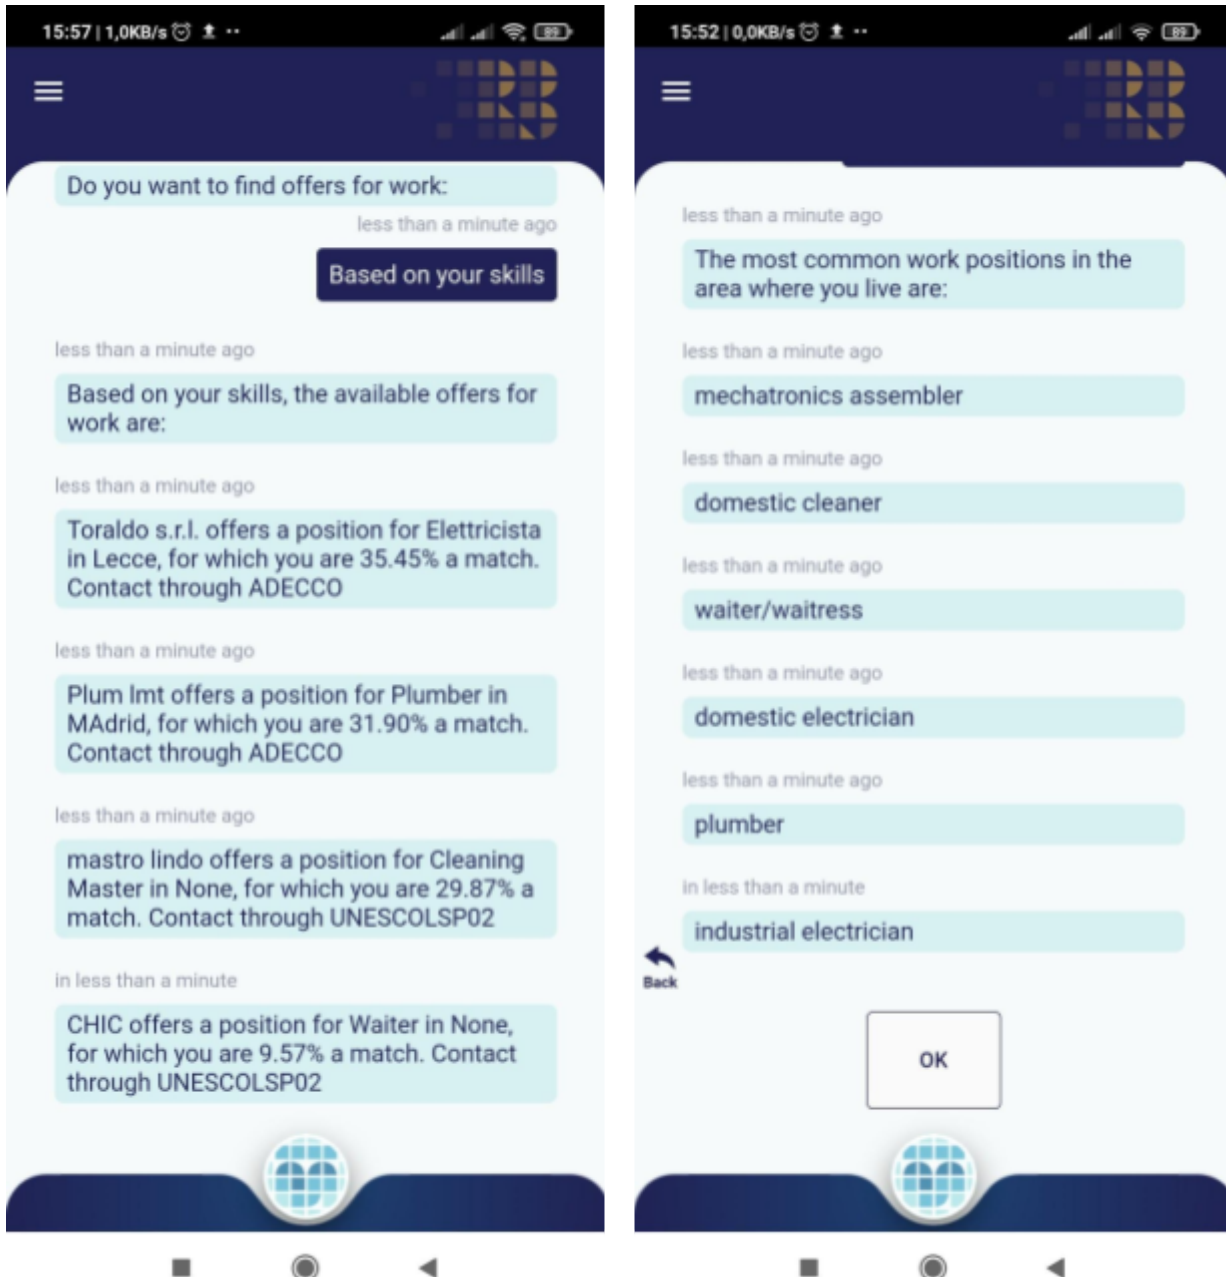 15:57 | 1,0KB/s
89
Do you want to find offers for work:
less than a minute ago
Based on your skills
less than a minute ago
Based on your skills, the available offers for
work are:
less than a minute ago
Toraldo s.r.l. offers a position for Elettricista
in Lecce, for which you are 35.45% a match.
Contact through ADECCO
less than a minute ago
Plum lmt offers a position for Plumber in
MAdrid, for which you are 31.90% a match.
Contact through ADECCO
less than a minute ago
mastro lindo offers a position for Cleaning
Master in None, for which you are 29.87% a
match. Contact through UNESCOLSP02
in less than a minute
CHIC offers a position for Waiter in None,
for which you are 9.57% a match. Contact
through UNESCOLSP02
15:52 | 0,0KB/s
89
less than a minute ago
The most common work positions in the
area where you live are:
less than a minute ago
mechatronics assembler
less than a minute ago
domestic cleaner
less than a minute ago
waiter/waitress
less than a minute ago
domestic electrician
less than a minute ago
plumber
in less than a minute
industrial electrician
Back
OK